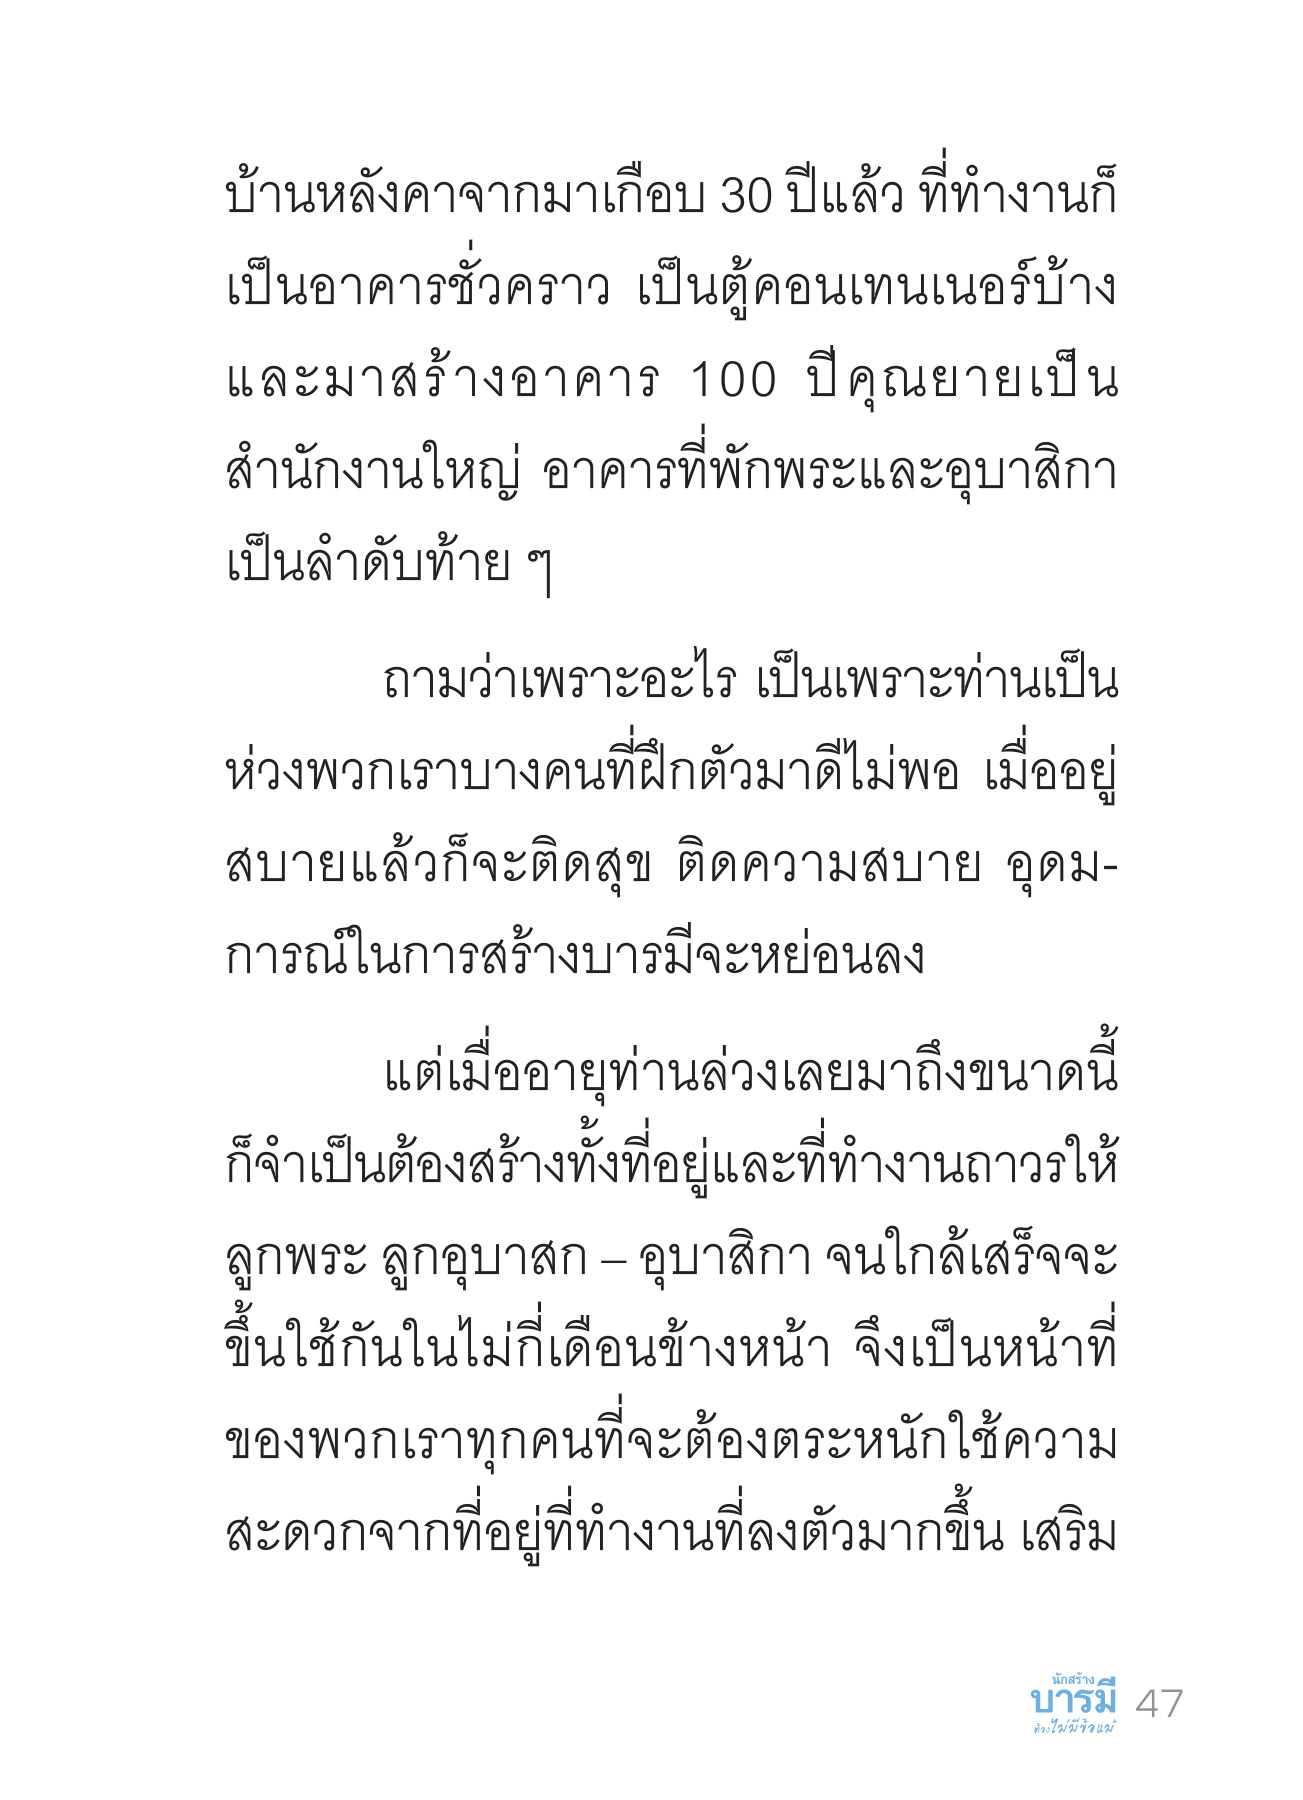 บ้านหลังคาจากมาเกือบ 30 ปีแล้ว ที่ทำงานก็
เป็นอาคารชั่วคราว เป็นตู้คอนเทนเนอร์บ้าง
และมาสร้างอาคาร 100 ปีคุณยายเป็น
สำนักงานใหญ่ อาคารที่พักพระและอุบาสิกา
เป็นลำดับท้าย ๆ
ถามว่าเพราะอะไร เป็นเพราะท่านเป็น
ห่วงพวกเราบางคนที่ฝึกตัวมาดีไม่พอ เมื่ออยู่
สบายแล้วก็จะติดสุข ติดความสบาย อุดม-
การณ์ในการสร้างบารมีจะหย่อนลง
แต่เมื่ออายุท่านล่วงเลยมาถึงขนาดนี้
ก็จำเป็นต้องสร้างทั้งที่อยู่และที่ทำงานถาวรให้
ลูกพระ ลูกอุบาสก – อุบาสิกา จนใกล้เสร็จจะ
ขึ้นใช้กันในไม่กี่เดือนข้างหน้า จึงเป็นหน้าที่
ของพวกเราทุกคนที่จะต้องตระหนักใช้ความ
สะดวกจากที่อยู่ที่ทำงานที่ลงตัวมากขึ้น เสริม
นักสร้าง
บารมี
ต้องไม่มีข้อแม้
47